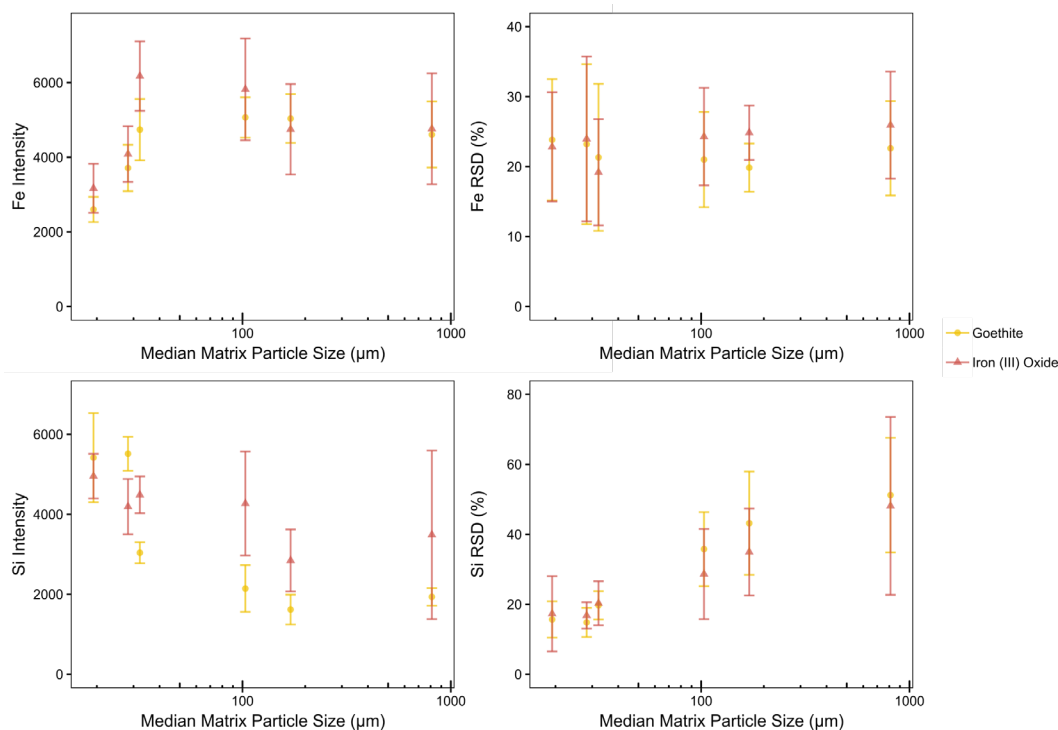 6000
4000
2000
0
Fe Intensity
100
1000
Median Matrix Particle Size (µm)
40
30
20
10
0
Fe RSD (%)
100
1000
Median Matrix Particle Size (µm)
Goethite
Iron (III) Oxide
6000
4000
2000
0
Si Intensity
100
1000
Median Matrix Particle Size (µm)
80
60
40
20
0
Si RSD (%)
100
1000
Median Matrix Particle Size (µm)